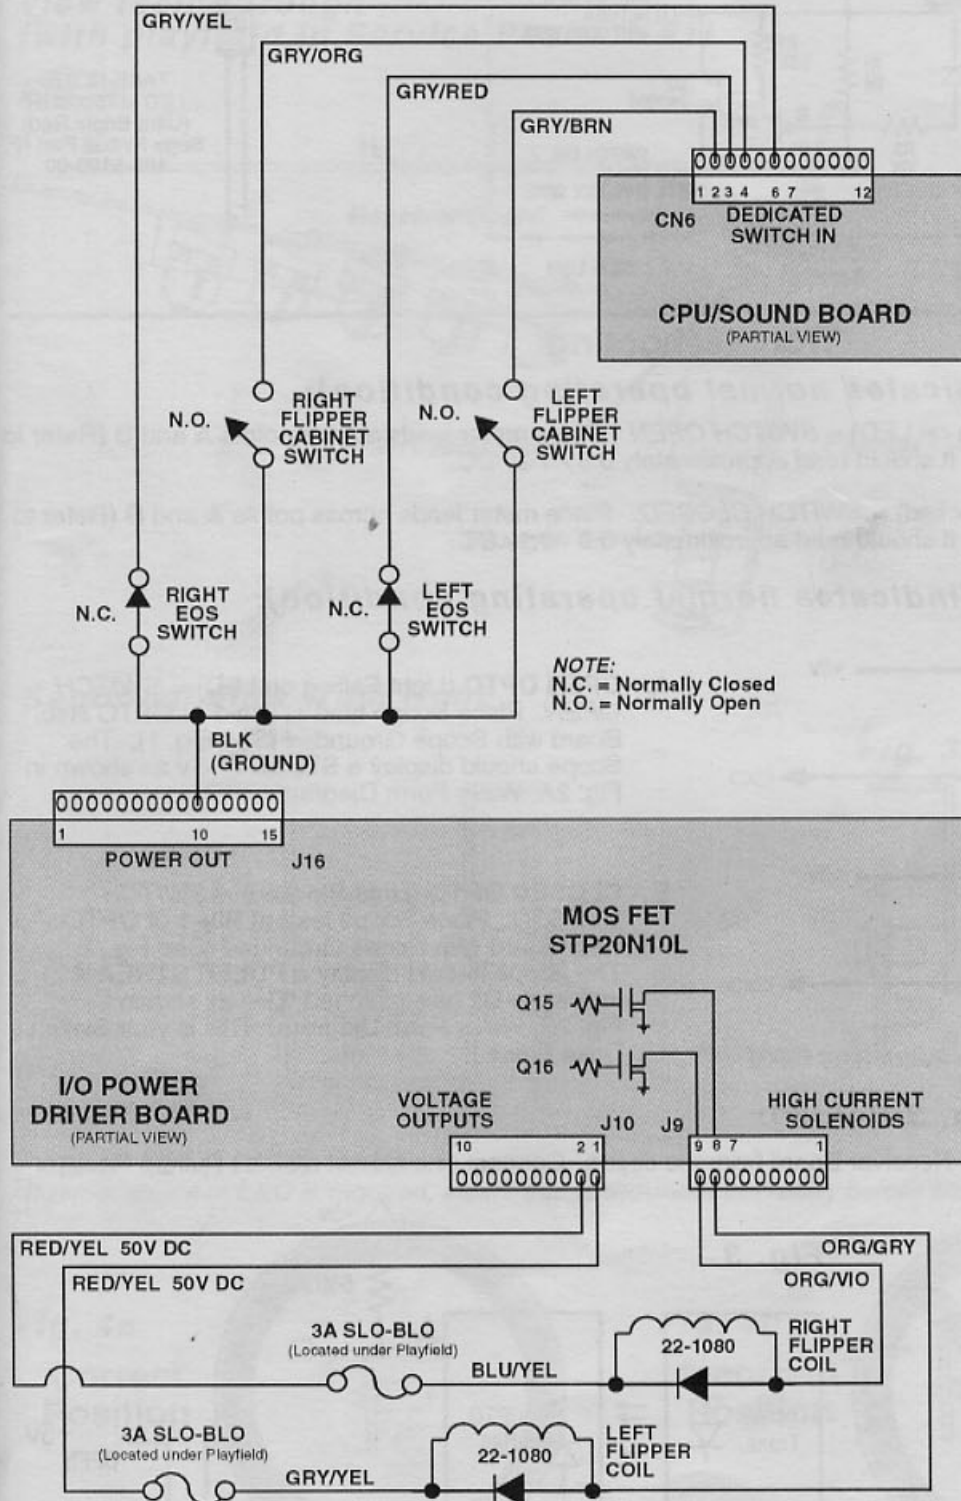 GRY/YEL
GRY/ORG
GRY/RED
GRY/BRN
1 2 3 4 6 7 12
CN6
DEDICATED
SWITCH IN
CPU/SOUND BOARD
(PARTIAL VIEW)
N.O.
RIGHT
FLIPPER
CABINET
SWITCH
N.O.
LEFT
FLIPPER
CABINET
SWITCH
N.C.
RIGHT
EOS
SWITCH
N.C.
LEFT
EOS
SWITCH
NOTE:
N.C. = Normally Closed
N.O. = Normally Open
BLK
(GROUND)
1 10 15
POWER OUT
J16
MOS FET
STP20N10L
Q15
Q16
I/O POWER
DRIVER BOARD
(PARTIAL VIEW)
VOLTAGE
OUTPUTS
J10
J9
HIGH CURRENT
SOLENOIDS
10 2 1
9 8 7 1
RED/YEL 50V DC
RED/YEL 50V DC
ORG/GRY
ORG/VIO
3A SLO-BLO
(Located under Playfield)
BLU/YEL
22-1080
RIGHT
FLIPPER
COIL
3A SLO-BLO
(Located under Playfield)
GRY/YEL
22-1080
LEFT
FLIPPER
COIL